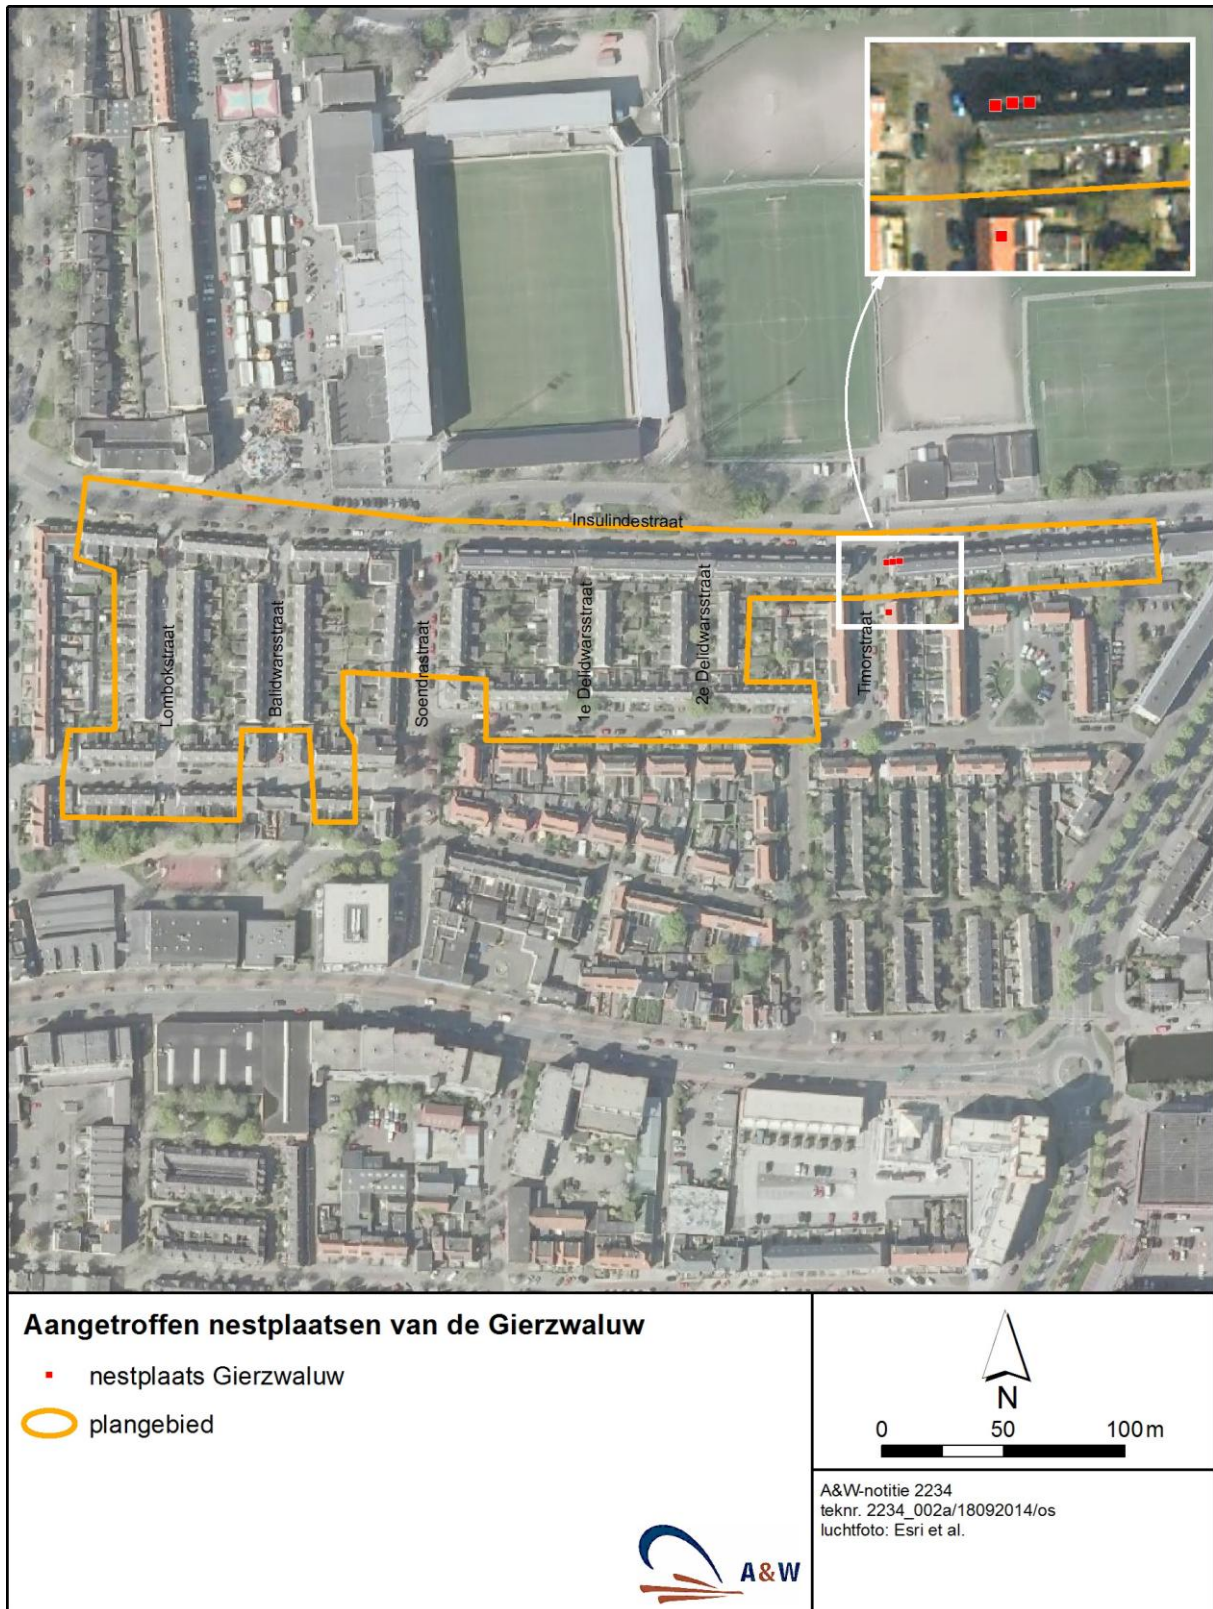 Insulindestraat
Lombokstraat
Balidwarsstraat
Soendrastraat
1e Delidwarsstraat
2e Delidwarsstraat
Timorstraat
Aangetroffen nestplaatsen van de Gierzwaluw
nestplaats Gierzwaluw
plangebied
A&W
N
0 50 100 m
A&W-notitie 2234
teknr. 2234_002a/18092014/os
luchtfoto: Esri et al.